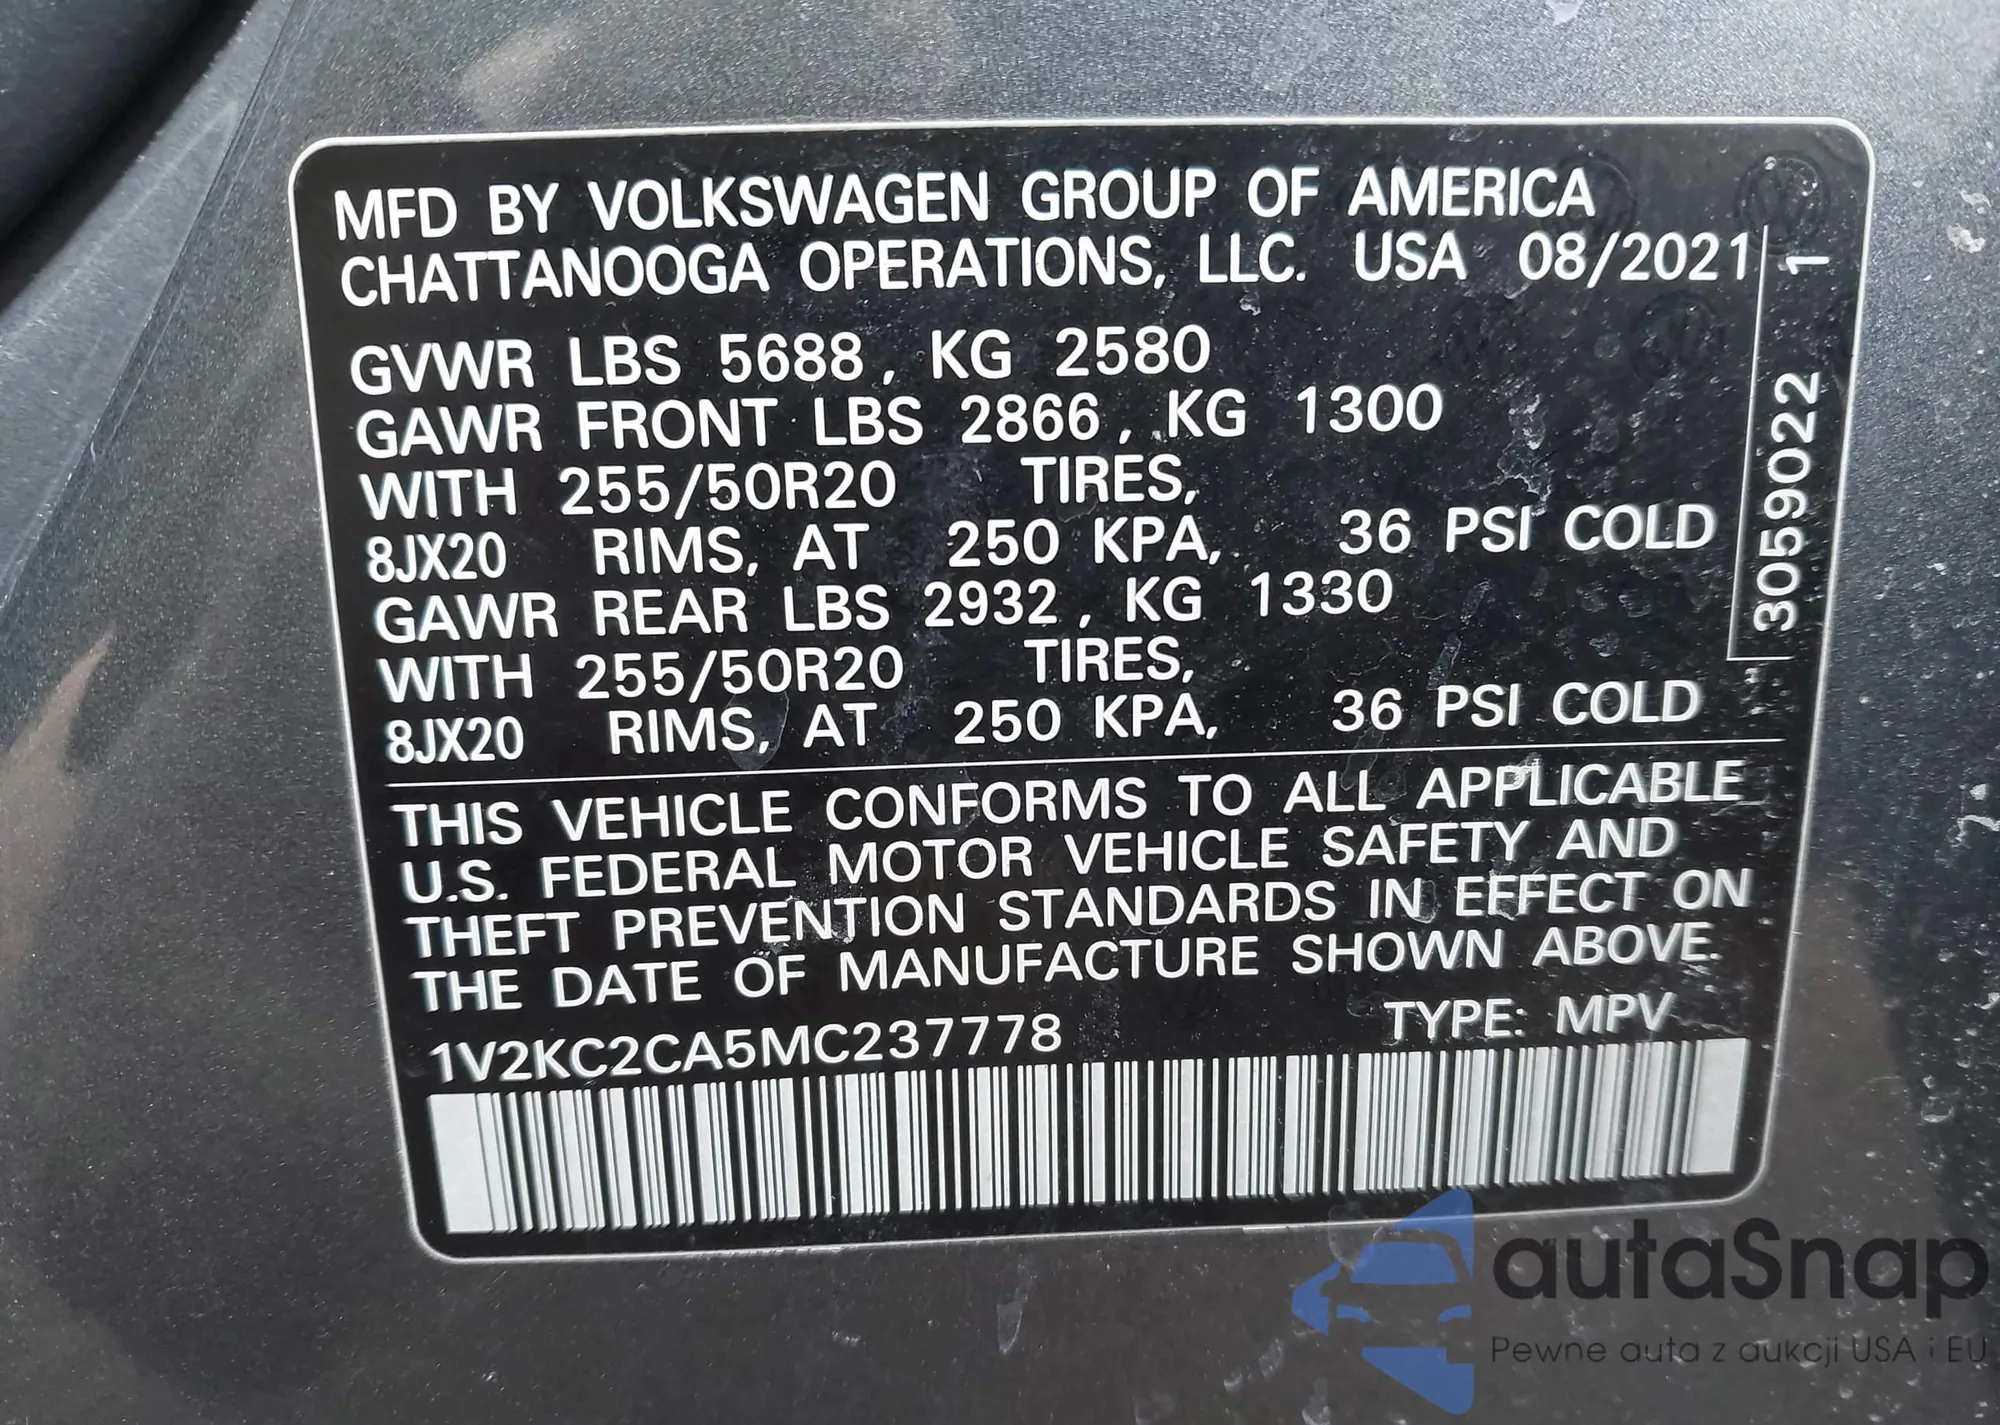 MFD BY VOLKSWAGEN GROUP OF AMERICA
CHATTANOOGA OPERATIONS, LLC. USA 08/2021
GVWR LBS 5688, KG 2580
GAWR FRONT LBS 2866, KG 1300
WITH 255/50R20 TIRES,
8JX20 RIMS, AT 250 KPA, 36 PSI COLD
GAWR REAR LBS 2932, KG 1330
WITH 255/50R20 TIRES,
8JX20 RIMS, AT 250 KPA, 36 PSI COLD
3059022 1
THIS VEHICLE CONFORMS TO ALL APPLICABLE
U.S. FEDERAL MOTOR VEHICLE SAFETY AND
THEFT PREVENTION STANDARDS IN EFFECT ON
THE DATE OF MANUFACTURE SHOWN ABOVE.
1V2KC2CA5MC237778 TYPE: MPV
autaSnap
Pewne auta z aukcji USA i EU